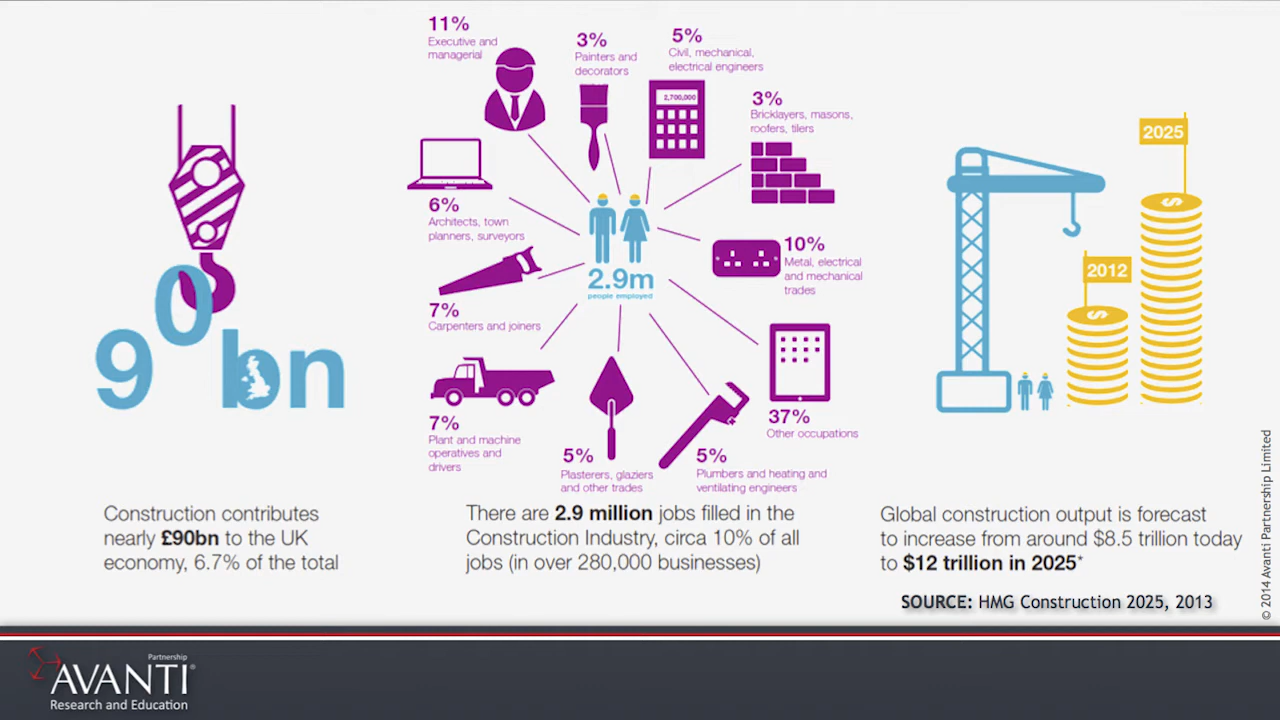 90bn
Construction contributes
nearly £90bn to the UK
economy, 6.7% of the total
11%
Executive and
managerial
3%
Painters and
decorators
5%
Civil, mechanical,
electrical engineers
2,700,000
3%
Bricklayers, masons,
roofers, tilers
6%
Architects, town
planners, surveyors
10%
Metal, electrical
and mechanical
trades
2.9m
people employed
7%
Carpenters and joiners
7%
Plant and machine
operatives and
drivers
5%
Plasterers, glaziers
and other trades
5%
Plumbers and heating and
ventilating engineers
37%
Other occupations
There are 2.9 million jobs filled in the
Construction Industry, circa 10% of all
jobs (in over 280,000 businesses)
2025
$
2012
$
Global construction output is forecast
to increase from around $8.5 trillion today
to $12 trillion in 2025*
SOURCE: HMG Construction 2025, 2013
© 2014 Avanti Partnership Limited
Partnership
AVANTI®
Research and Education